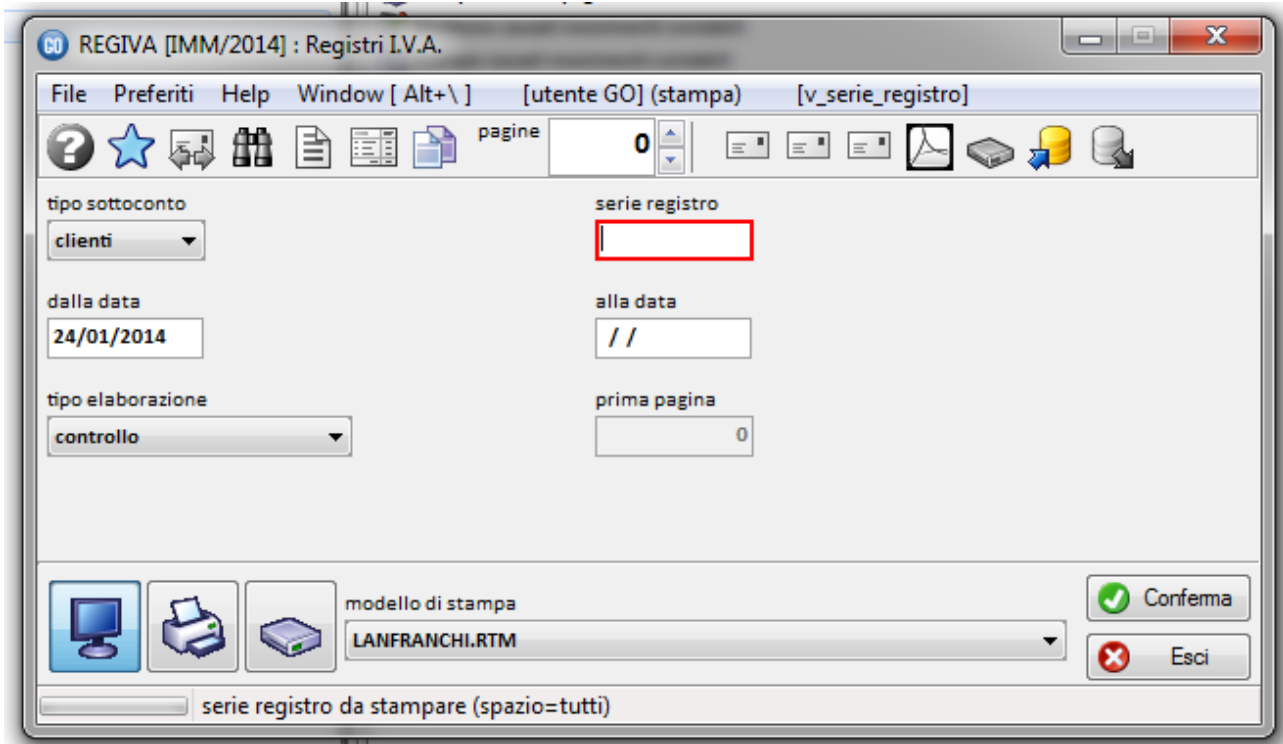 GO REGIVA [IMM/2014] : Registri I.V.A.
File Preferiti Help Window [ Alt+\ ] [utente GO] (stampa) [v_serie_registro]
pagine 0
tipo sottoconto serie registro
clienti
dalla data alla data
24/01/2014 / /
tipo elaborazione prima pagina
controllo 0
modello di stampa
LANFRANCHI.RTM
Conferma
Esci
serie registro da stampare (spazio=tutti)